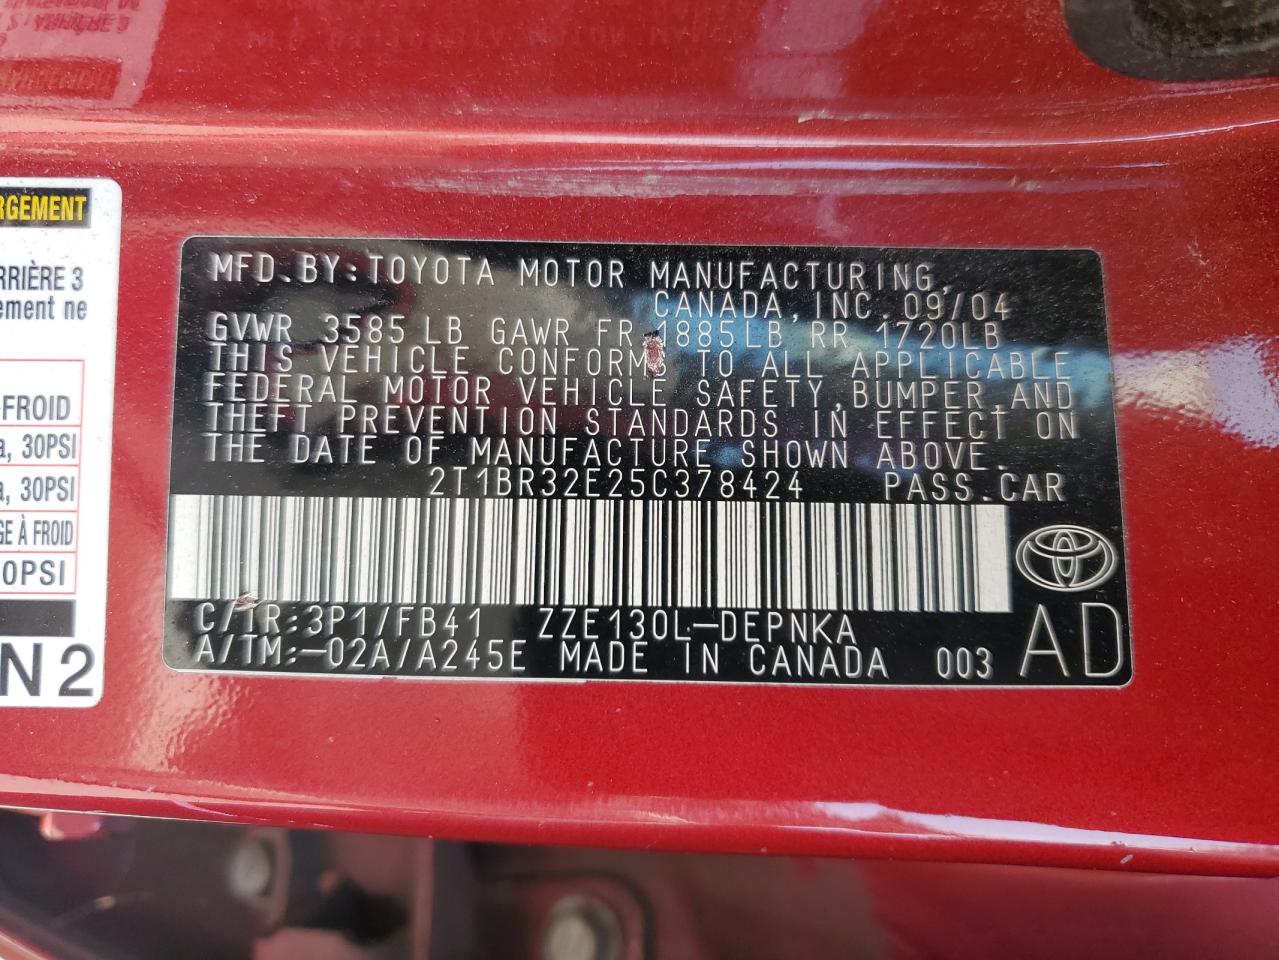 RGEMENT
RRIÈRE 3
ement ne
-FROID
a, 30PSI
a, 30PSI
GE À FROID
0PSI
N2
MFD.BY:TOYOTA MOTOR MANUFACTURING,
CANADA,INC. 09/04
GVWR 3585LB GAWR FR 1885LB RR 1720LB
THIS VEHICLE CONFORMS TO ALL APPLICABLE
FEDERAL MOTOR VEHICLE SAFETY,BUMPER,AND
THEFT PREVENTION STANDARDS IN EFFECT ON
THE DATE OF MANUFACTURE SHOWN ABOVE.
2T1BR32E25C378424 PASS.CAR
C/TR:3P1/FB41 ZZE130L-DEPNKA
A/TM:-02A/A245E MADE IN CANADA 003 AD